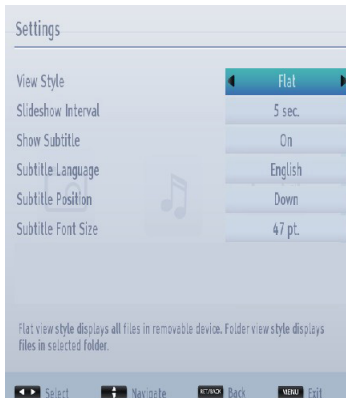 Settings
View Style Flat
Slideshow Interval 5 sec.
Show Subtitle On
Subtitle Language English
Subtitle Position Down
Subtitle Font Size 47 pt.
Flat view style displays all files in removable device. Folder view style displays
files in selected folder.
Select Navigate RET/BACK Back MENU Exit